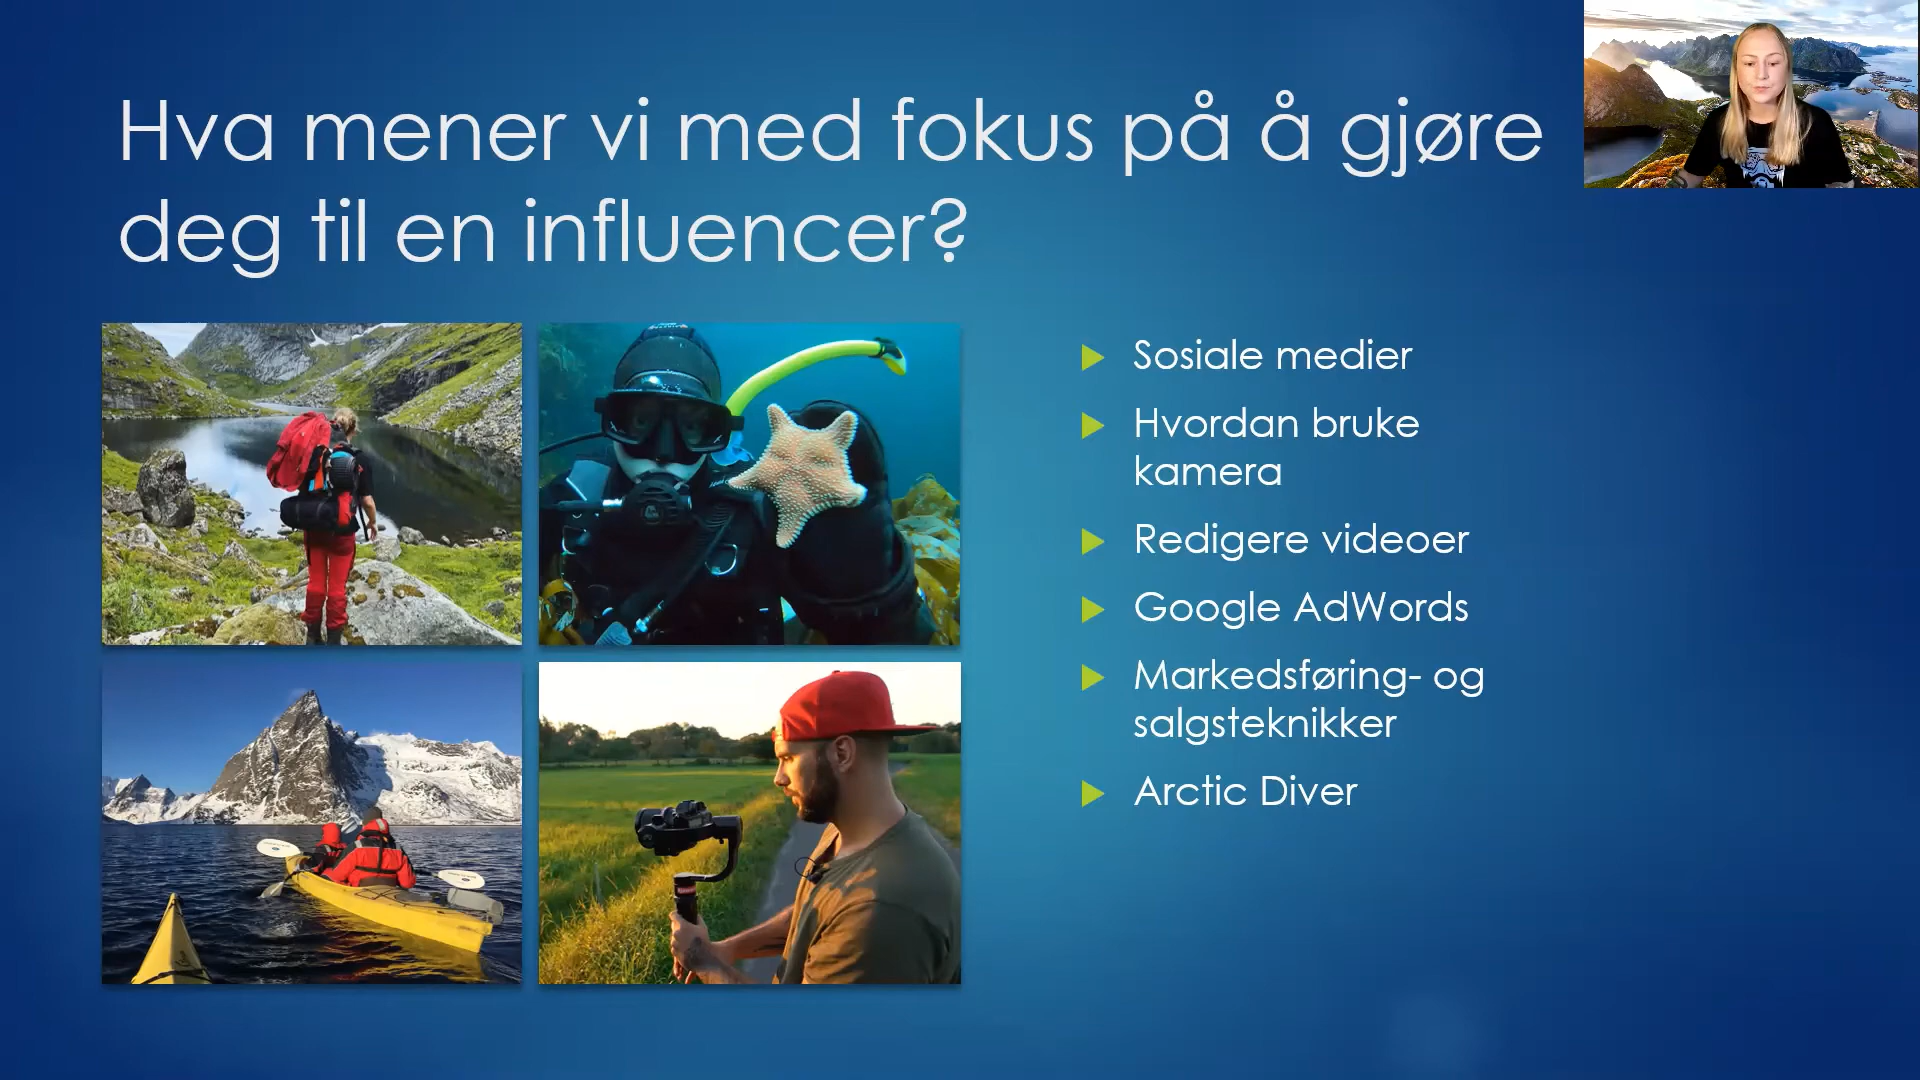 Hva mener vi med fokus på å gjøre
deg til en influencer?
Sosiale medier
Hvordan bruke
kamera
Redigere videoer
Google AdWords
Markedsføring- og
salgsteknikker
Arctic Diver